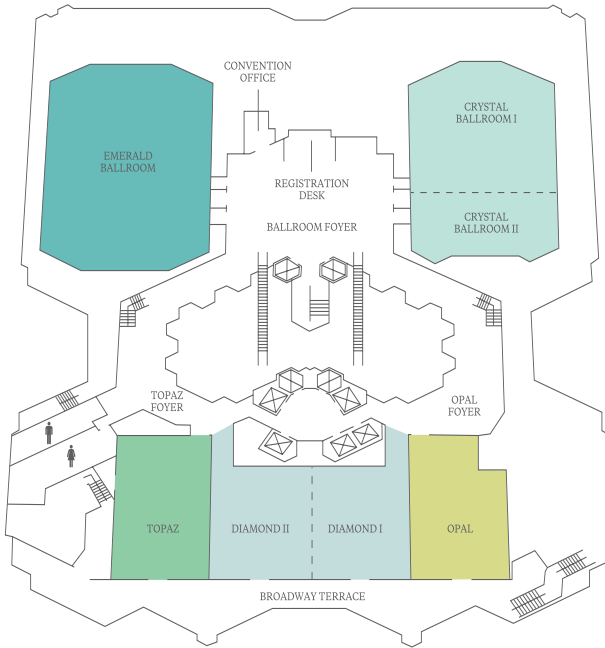 CONVENTION
OFFICE
EMERALD
BALLROOM
CRYSTAL
BALLROOM I
REGISTRATION
DESK
BALLROOM FOYER
CRYSTAL
BALLROOM II
TOPAZ
FOYER
OPAL
FOYER
TOPAZ
DIAMOND II
DIAMOND I
OPAL
BROADWAY TERRACE